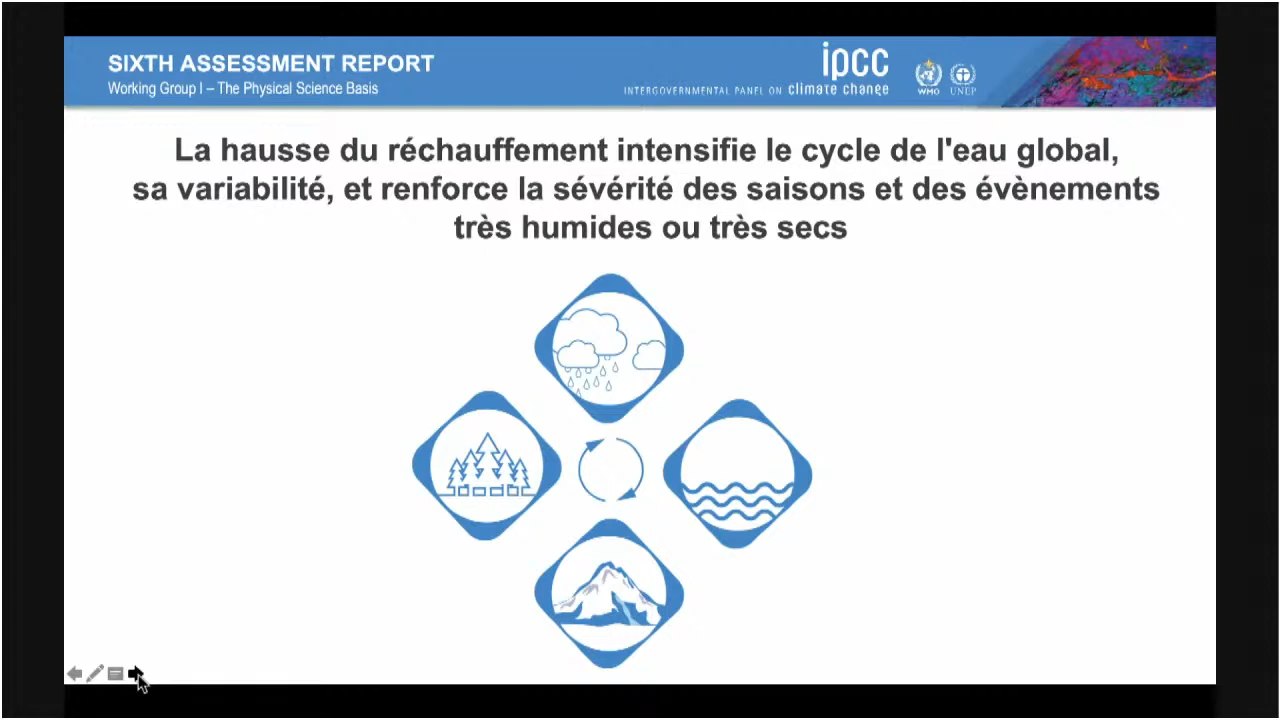 SIXTH ASSESSMENT REPORT
Working Group I – The Physical Science Basis
ipcc
INTERGOVERNMENTAL PANEL ON climate change
WMO
UNEP
La hausse du réchauffement intensifie le cycle de l'eau global,
sa variabilité, et renforce la sévérité des saisons et des évènements
très humides ou très secs